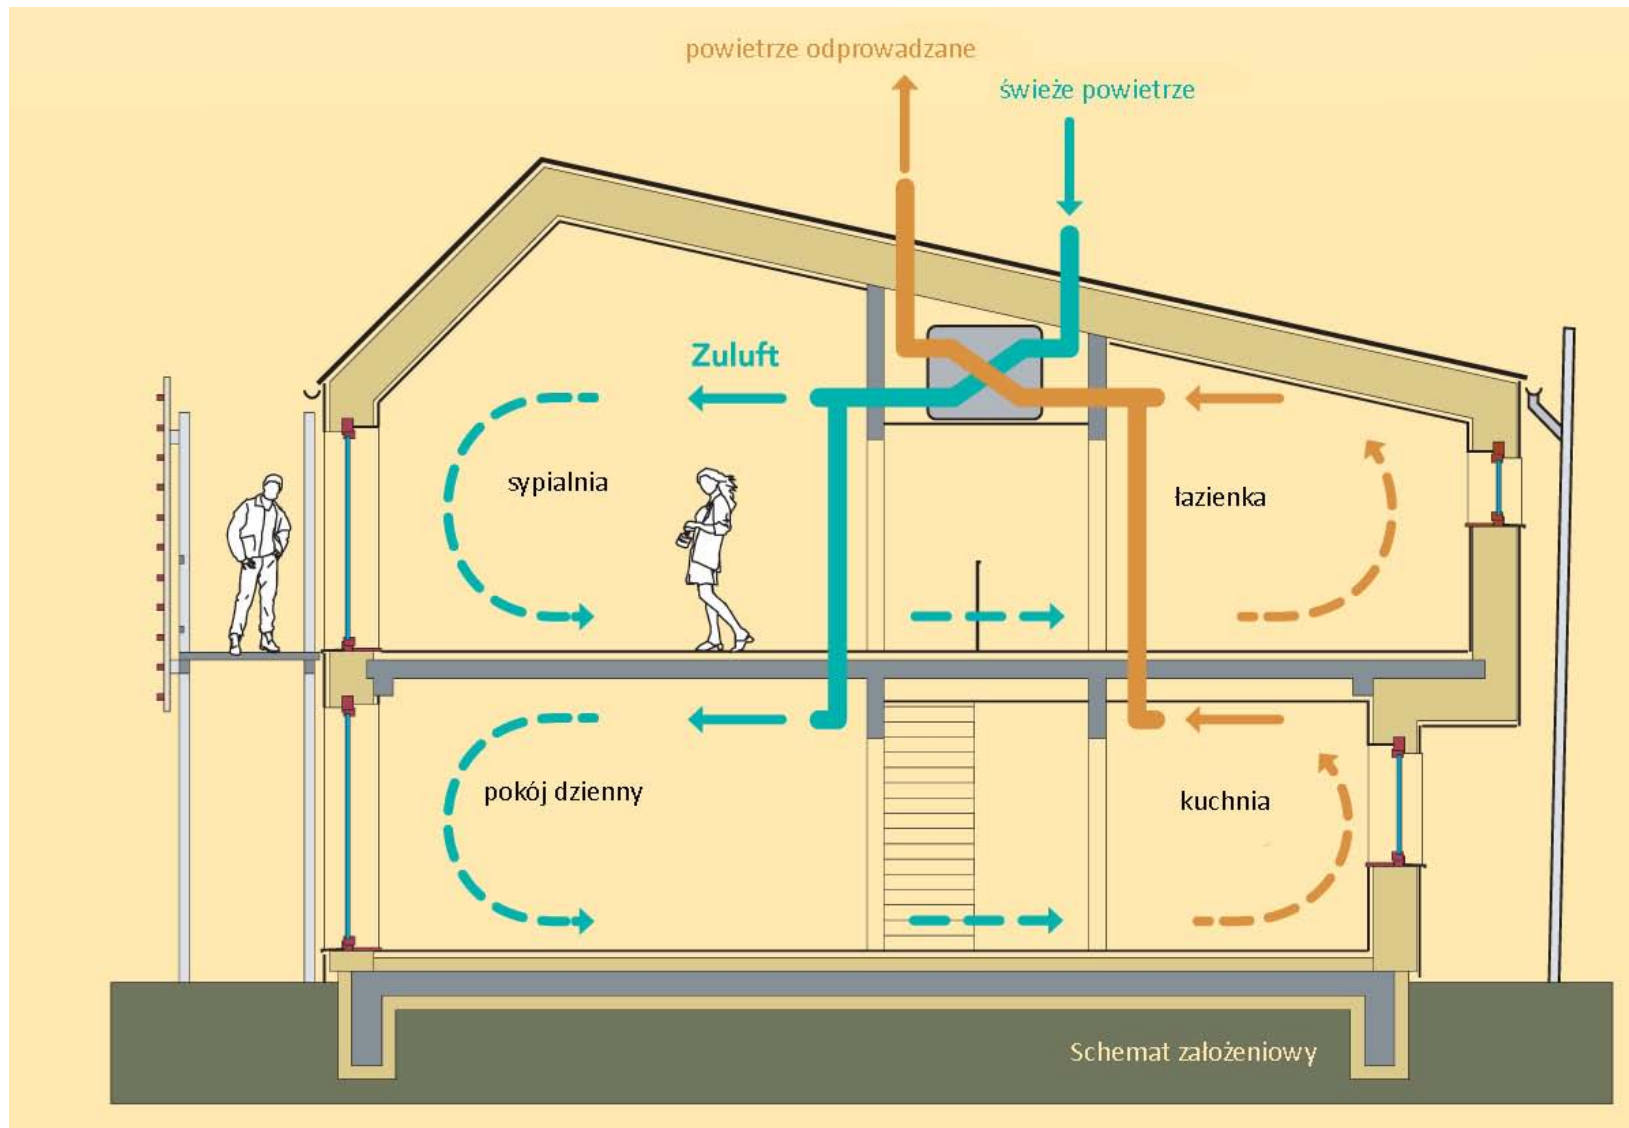 powietrze odprowadzane
świeże powietrze
Zuluft
sypialnia
łazienka
pokój dzienny
kuchnia
Schemat założeniowy